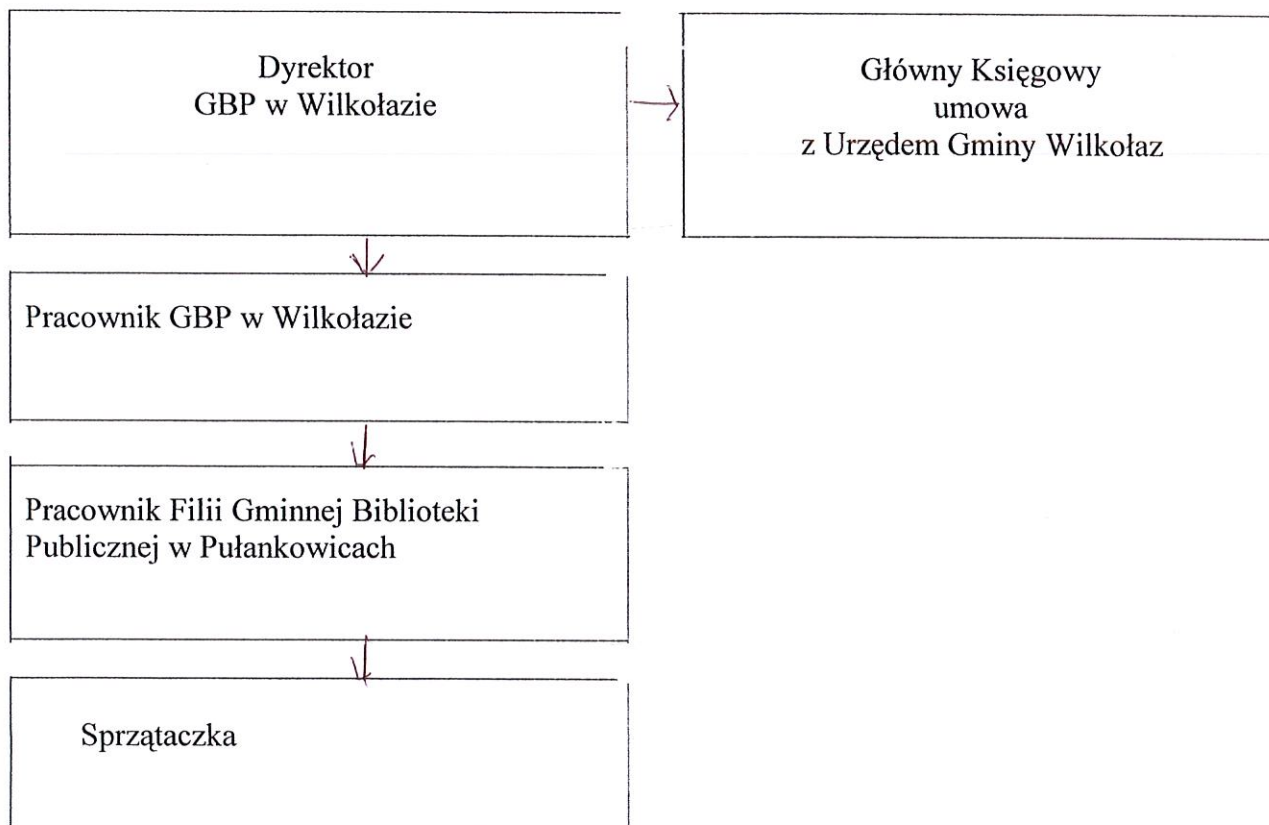 Dyrektor
GBP w Wilkołazie
Główny Księgowy
umowa
z Urzędem Gminy Wilkołaz
Pracownik GBP w Wilkołazie
Pracownik Filii Gminnej Biblioteki
Publicznej w Pułankowicach
Sprzątaczka